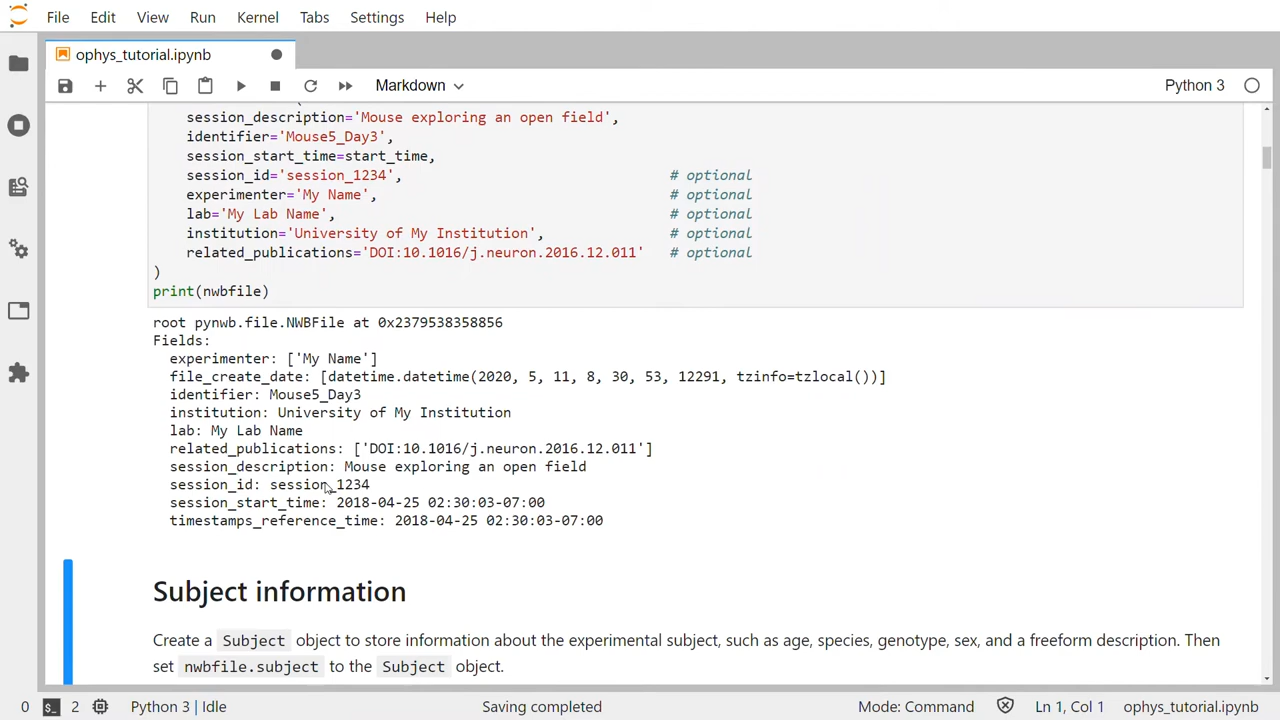 File Edit View Run Kernel Tabs Settings Help
ophys_tutorial.ipynb
Markdown
Python 3
session_description='Mouse exploring an open field',
identifier='Mouse5_Day3',
session_start_time=start_time,
session_id='session_1234', # optional
experimenter='My Name', # optional
lab='My Lab Name', # optional
institution='University of My Institution', # optional
related_publications='DOI:10.1016/j.neuron.2016.12.011' # optional
)
print(nwbfile)
root pynwb.file.NWBFile at 0x2379538358856
Fields:
experimenter: ['My Name']
file_create_date: [datetime.datetime(2020, 5, 11, 8, 30, 53, 12291, tzinfo=tzlocal())]
identifier: Mouse5_Day3
institution: University of My Institution
lab: My Lab Name
related_publications: ['DOI:10.1016/j.neuron.2016.12.011']
session_description: Mouse exploring an open field
session_id: session_1234
session_start_time: 2018-04-25 02:30:03-07:00
timestamps_reference_time: 2018-04-25 02:30:03-07:00
Subject information
Create a Subject object to store information about the experimental subject, such as age, species, genotype, sex, and a freeform description. Then
set nwbfile.subject to the Subject object.
0 $_ 2 Python 3 | Idle Saving completed Mode: Command Ln 1, Col 1 ophys_tutorial.ipynb